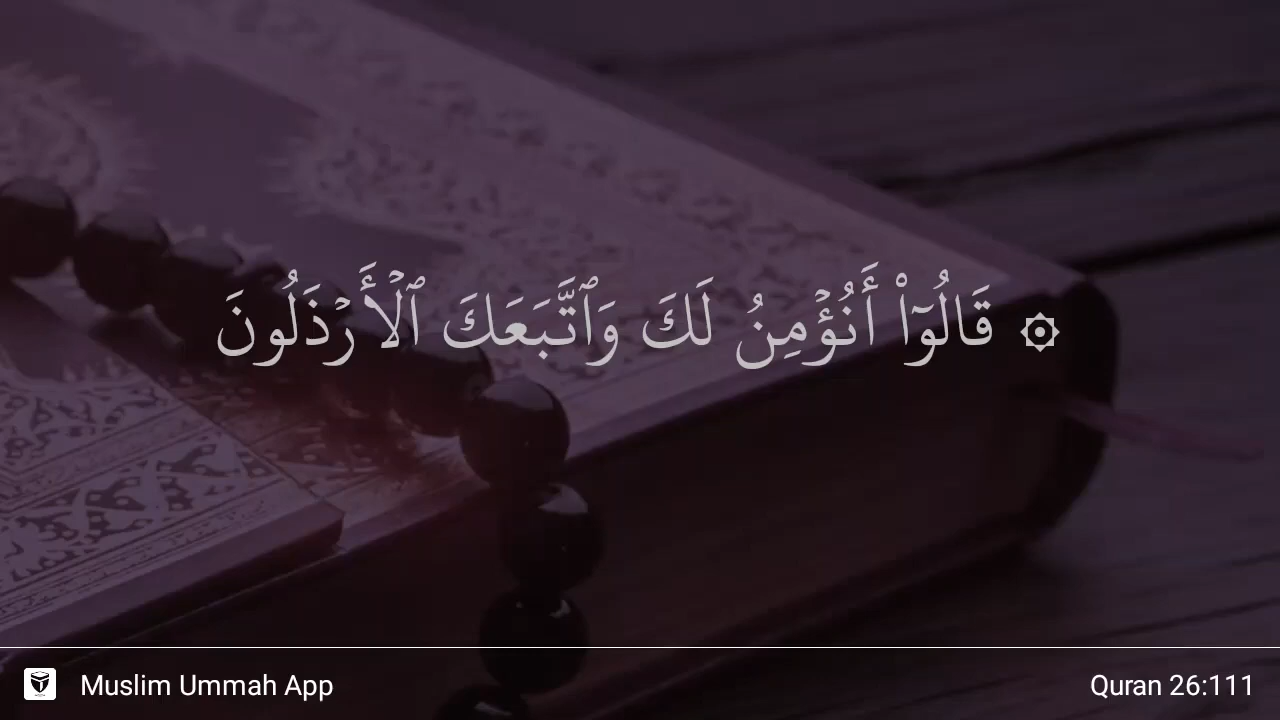 ۞ قَالُوٓا۟ أَنُؤْمِنُ لَكَ وَٱتَّبَعَكَ ٱلْأَرْذَلُونَ
Muslim Ummah App
Quran 26:111